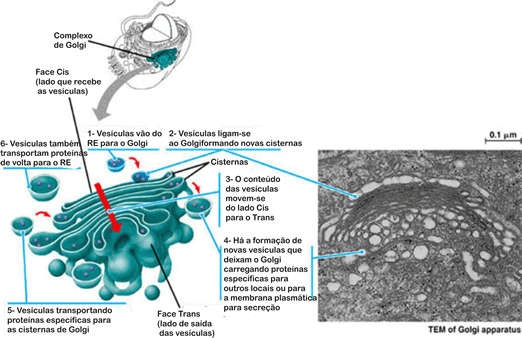 Complexo
de Golgi
Face Cis
(lado que recebe
as vesículas)
0.1 µm
1- Vesículas vão do
RE para o Golgi
2- Vesículas ligam-se
ao Golgiformando novas cisternas
6- Vesículas também
transportam proteínas
de volta para o RE
Cisternas
3- O conteúdo
das vesículas
movem-se
do lado Cis
para o Trans
4- Há a formação de
novas vesículas que
deixam o Golgi
carregando proteínas
específicas para
outros locais ou para
a membrana plasmática
para secreção
5- Vesículas transportando
proteínas específicas para
as cisternas de Golgi
Face Trans
(lado de saída
das vesículas)
TEM of Golgi apparatus